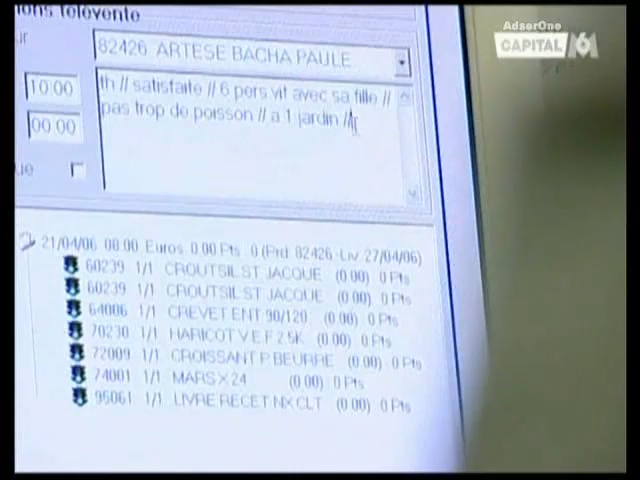 ions télévente
AdserOne
CAPITAL M6
ur
82426 ARTESE BACHA PAULE
10:00
th // satisfaite // 6 pers vit avec sa fille //
00:00
pas trop de poisson // a 1 jardin //
ue
21/04/06 08:00 Euros 0.00 Pts 0 (Prd: 82426 - Liv. 27/04/06)
60239 1/1 CROUTSIL ST JACQUE (0.00) 0 Pts
60239 1/1 CROUTSIL ST JACQUE (0.00) 0 Pts
64006 1/1 CREVET ENT 90/120 (0.00) 0 Pts
70230 1/1 HARICOT V E.F 2.5K (0.00) 0 Pts
72009 1/1 CROISSANT P BEURRE (0.00) 0 Pts
74001 1/1 MARS X 24 (0.00) 0 Pts
95061 1/1 LIVRE RECET NX CLT (0.00) 0 Pts